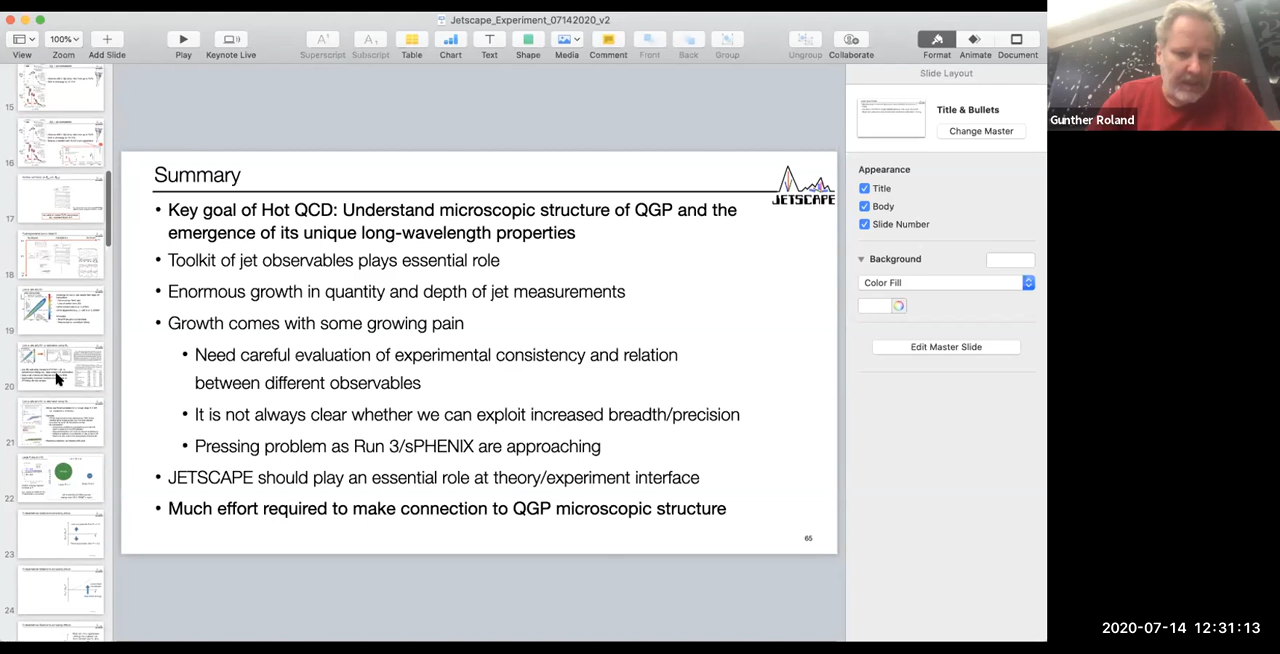 Jetscape_Experiment_07142020_v2
100%
View
Zoom
Add Slide
Play
Keynote Live
Superscript
Subscript
Table
Chart
Text
Shape
Media
Comment
Front
Back
Group
Ungroup
Collaborate
Format
Animate
Document
15
16
17
18
19
20
21
22
23
24
Summary
JETSCAPE
• Key goal of Hot QCD: Understand microscopic structure of QGP and the
emergence of its unique long-wavelength properties
• Toolkit of jet observables plays essential role
• Enormous growth in quantity and depth of jet measurements
• Growth comes with some growing pain
• Need careful evaluation of experimental consistency and relation
between different observables
• It is not always clear whether we can exploit increased breadth/precision
• Pressing problem as Run 3/sPHENIX are approaching
• JETSCAPE should play an essential role at theory/experiment interface
• Much effort required to make connection to QGP microscopic structure
65
Slide Layout
Title & Bullets
Change Master
Appearance
Title
Body
Slide Number
Background
Color Fill
Edit Master Slide
Gunther Roland
2020-07-14 12:31:13